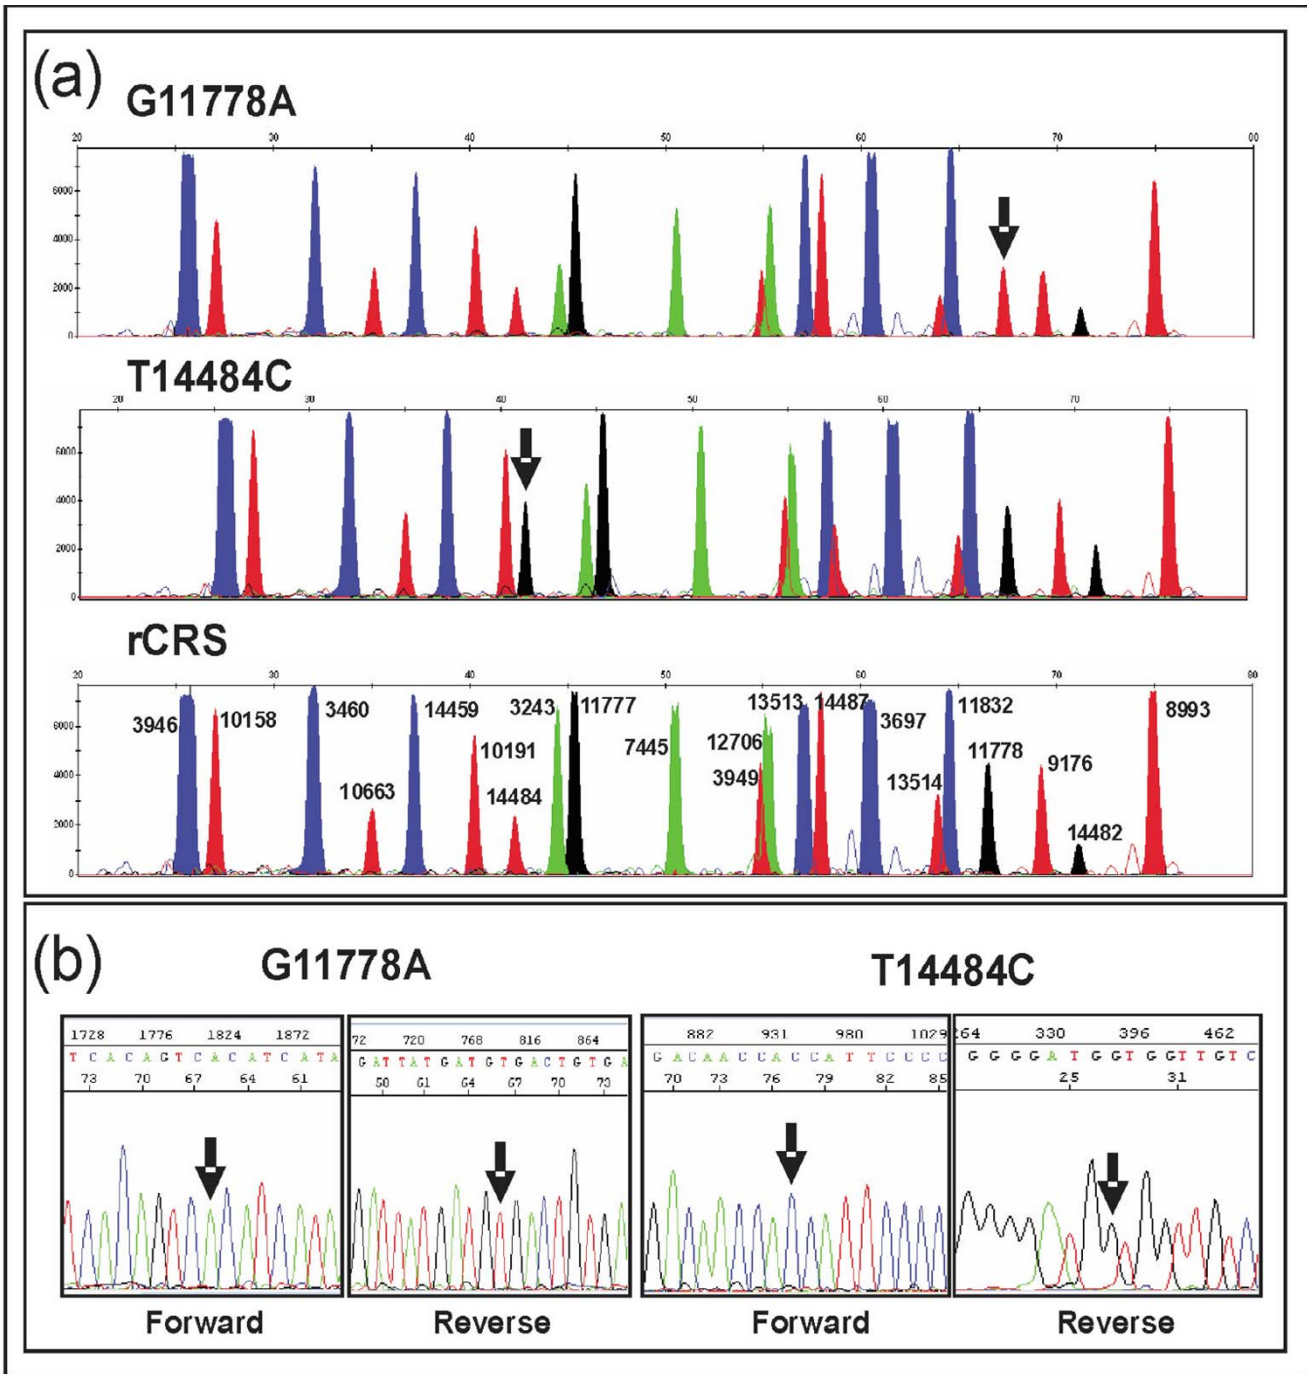 (a)
G11778A
20 30 40 50 60 70 80
6000
4000
2000
0
T14484C
20 30 40 50 60 70
6000
4000
2000
0
rCRS
20 30 40 50 60 70 80
3946 10158 3460 14459 3243 11777 13513 14487 11832 8993
6000 10191 7445 12706 3697 11778 9176
4000 10663 14484 3949 13514
2000 14482
0
(b)
G11778A T14484C
1728 1776 1824 1872
T C A C A G T C A C A T C A T A
73 70 67 64 61
72 720 768 816 864
G A T T A T G A T G T G A C T G T G A
G1 64 67 70 73
882 931 980 1029
G A C A A C C A C C A T T C C C C
70 73 76 79 82 85
264 330 396 462
G G G G A T G G T G G T T G T C
25 31
Forward Reverse Forward Reverse